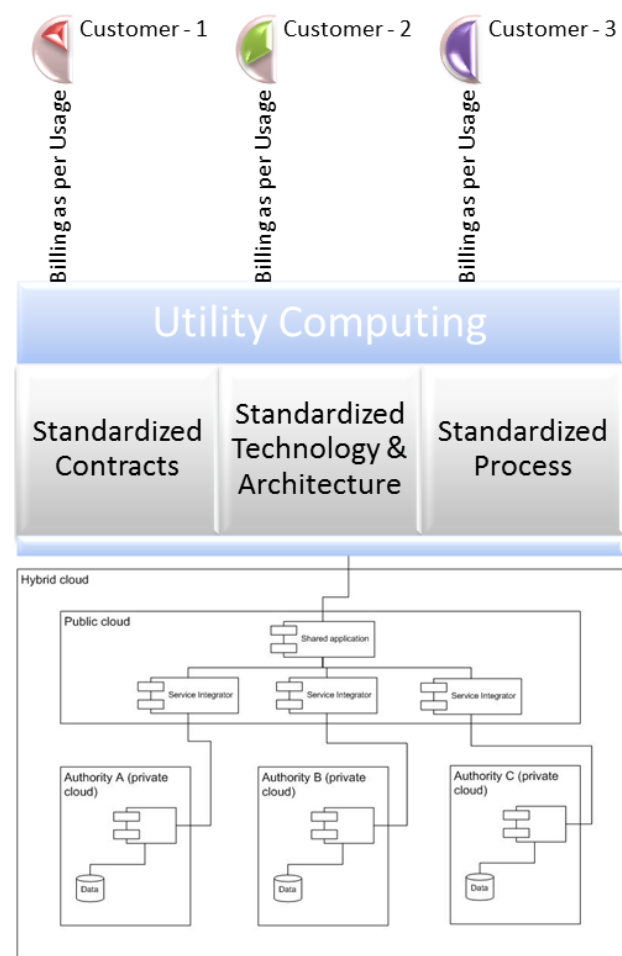 Customer - 1
Customer - 2
Customer - 3
Billing as per Usage
Billing as per Usage
Billing as per Usage
Utility Computing
Standardized
Contracts
Standardized
Technology &
Architecture
Standardized
Process
Hybrid cloud
Public cloud
Shared application
Service Integrator
Service Integrator
Service Integrator
Authority A (private
cloud)
Authority B (private
cloud)
Authority C (private
cloud)
Data
Data
Data